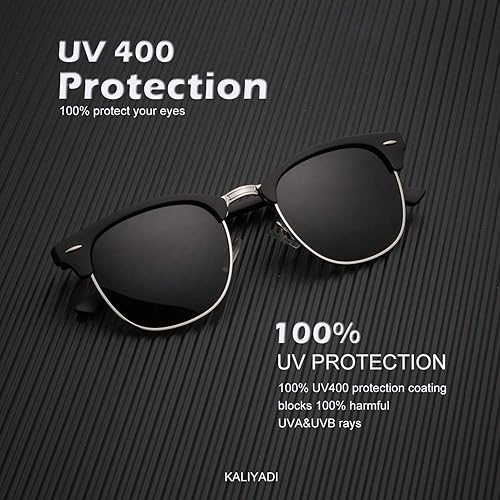 UV 400
Protection
100% protect your eyes
100%
UV PROTECTION
100% UV400 protection coating
blocks 100% harmful
UVA&UVB rays
KALIYADI